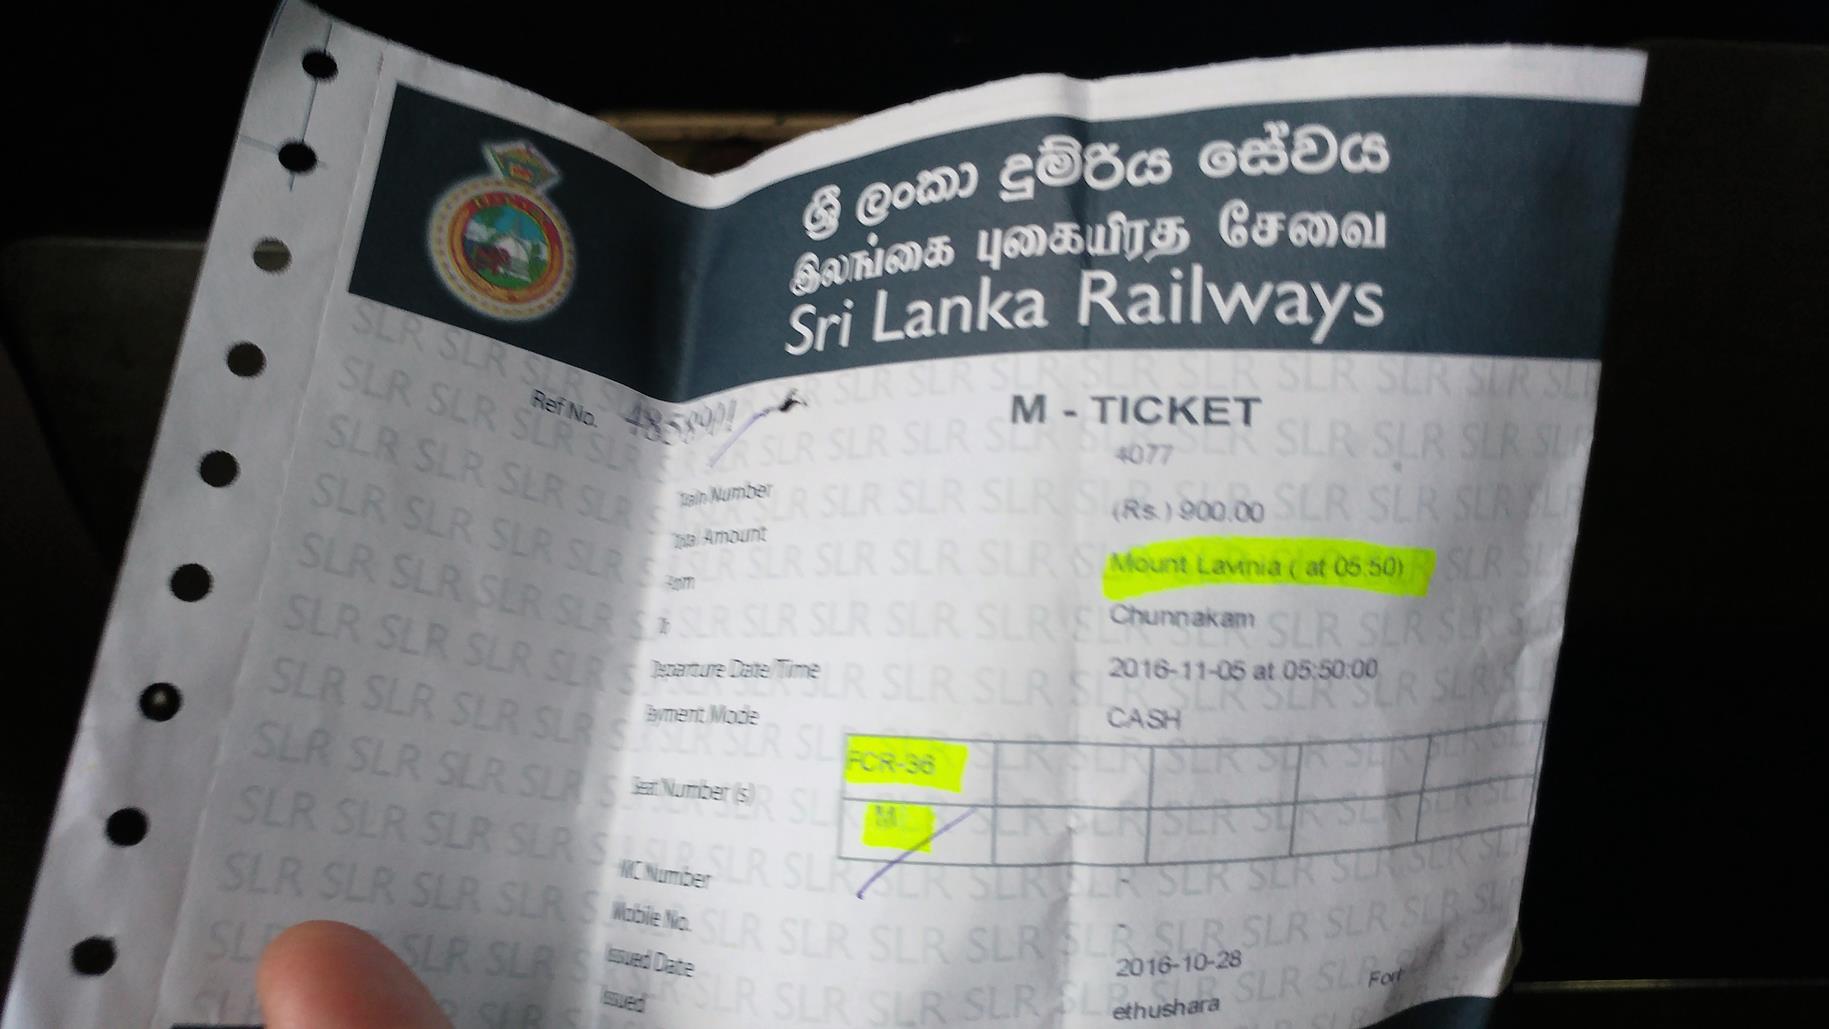 ශ්‍රී ලංකා දුම්රිය සේවය
இலங்கை புகையிரத சேவை
Sri Lanka Railways
Ref No. 4858901
M - TICKET
Train Number 4077
Total Amount (Rs.) 900.00
From Mount Lavinia ( at 05:50)
To Chunnakam
Departure Date/Time 2016-11-05 at 05:50:00
Payment Mode CASH
Seat Number (s) FCR-36
M
NIC Number -
Mobile No. -
Issued Date 2016-10-28
Issued ethushara Fort